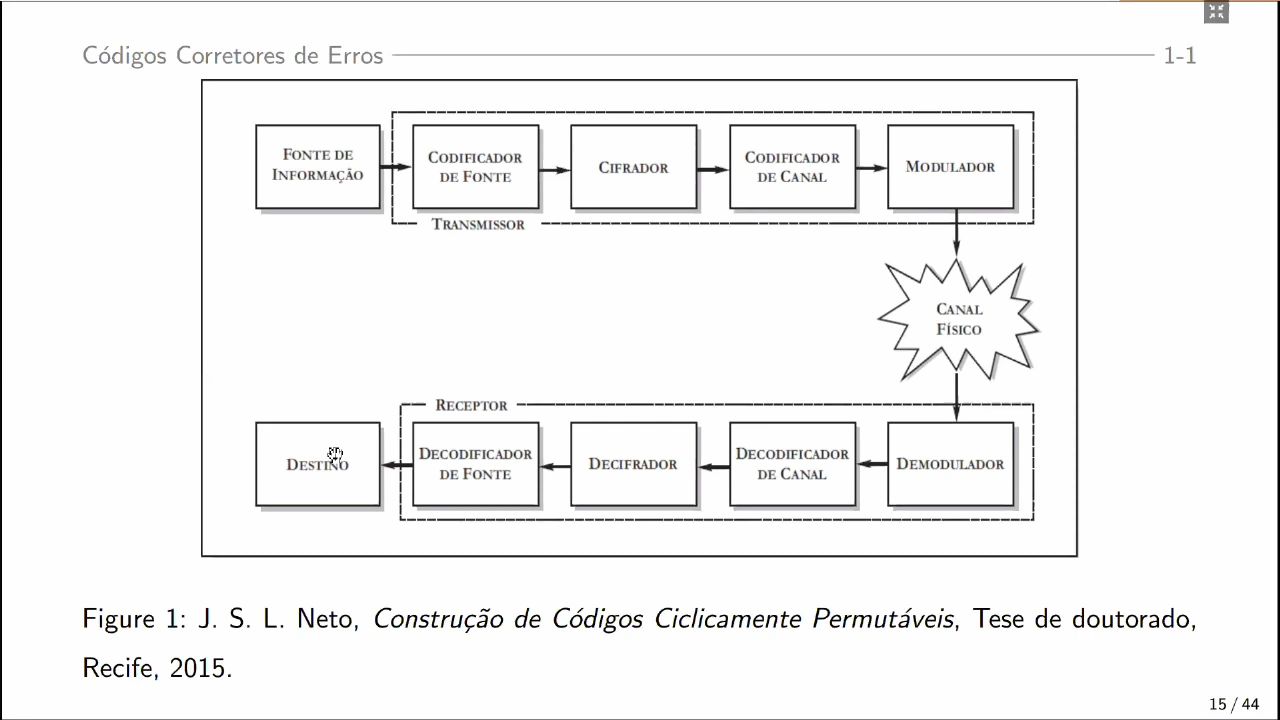 Códigos Corretores de Erros 1-1
FONTE DE
INFORMAÇÃO
CODIFICADOR
DE FONTE
CIFRADOR
CODIFICADOR
DE CANAL
MODULADOR
TRANSMISSOR
CANAL
FÍSICO
RECEPTOR
DESTINO
DECODIFICADOR
DE FONTE
DECIFRADOR
DECODIFICADOR
DE CANAL
DEMODULADOR
Figure 1: J. S. L. Neto, Construção de Códigos Ciclicamente Permutáveis, Tese de doutorado,
Recife, 2015.
15 / 44